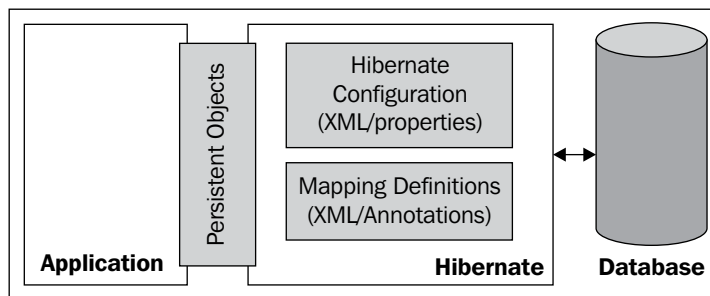 Persistent Objects
Hibernate
Configuration
(XML/properties)
Mapping Definitions
(XML/Annotations)
Application
Hibernate
Database